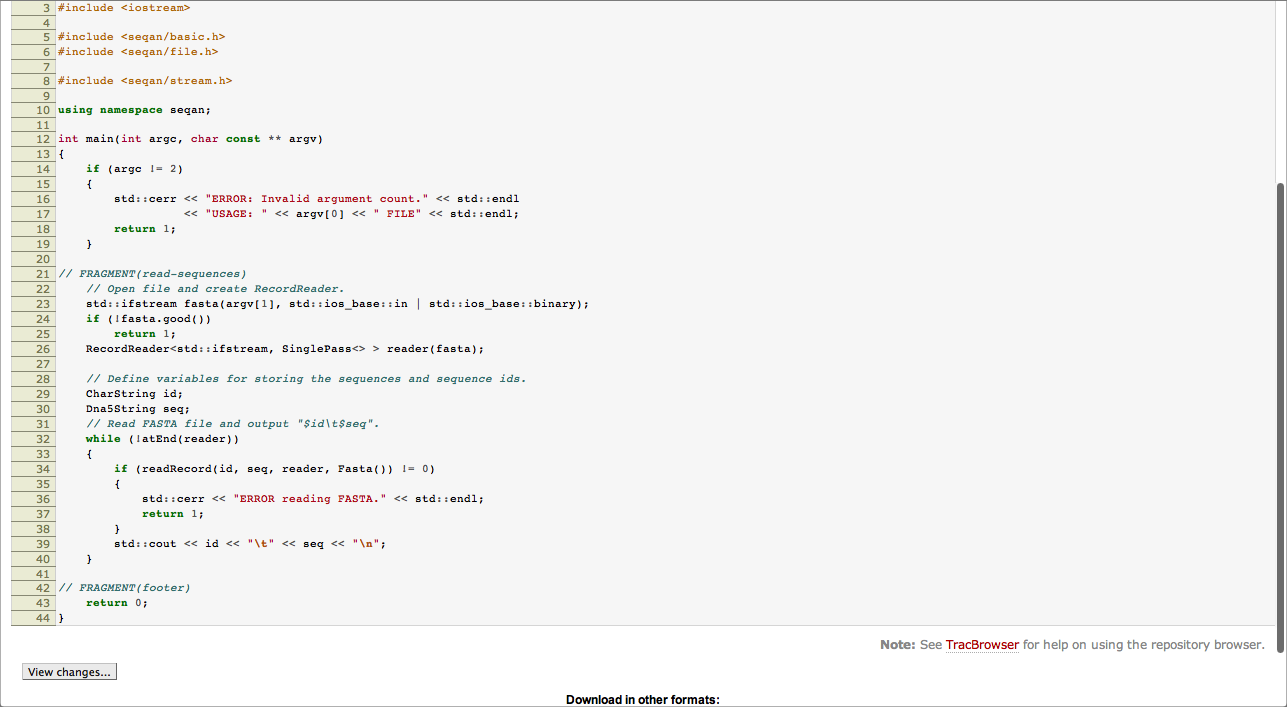 3 #include <iostream>
4
5 #include <seqan/basic.h>
6 #include <seqan/file.h>
7
8 #include <seqan/stream.h>
9
10 using namespace seqan;
11
12 int main(int argc, char const ** argv)
13 {
14     if (argc != 2)
15     {
16         std::cerr << "ERROR: Invalid argument count." << std::endl
17                   << "USAGE: " << argv[0] << " FILE" << std::endl;
18         return 1;
19     }
20
21 // FRAGMENT(read-sequences)
22     // Open file and create RecordReader.
23     std::ifstream fasta(argv[1], std::ios_base::in | std::ios_base::binary);
24     if (!fasta.good())
25         return 1;
26     RecordReader<std::ifstream, SinglePass<> > reader(fasta);
27
28     // Define variables for storing the sequences and sequence ids.
29     CharString id;
30     Dna5String seq;
31     // Read FASTA file and output "$id\t$seq".
32     while (!atEnd(reader))
33     {
34         if (readRecord(id, seq, reader, Fasta()) != 0)
35         {
36             std::cerr << "ERROR reading FASTA." << std::endl;
37             return 1;
38         }
39         std::cout << id << "\t" << seq << "\n";
40     }
41
42 // FRAGMENT(footer)
43     return 0;
44 }
Note: See TracBrowser for help on using the repository browser.
View changes...
Download in other formats: